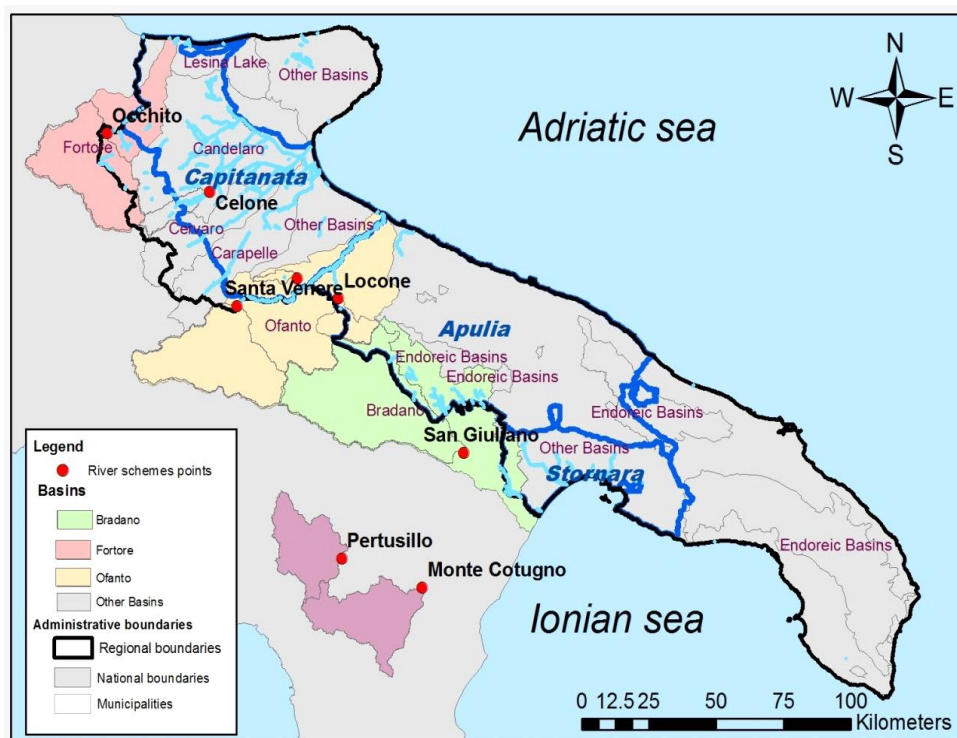 N
W E
S
Lesina Lake
Other Basins
Adriatic sea
Occhito
Fortore
Candelaro
Capitanata
Celone
Cervaro
Other Basins
Carapelle
Santa Venere
Locone
Ofanto
Apulia
Endoreic Basins
Endoreic Basins
Bradano
Endoreic Basins
San Giuliano
Other Basins
Stornara
Endoreic Basins
Pertusillo
Monte Cotugno
Ionian sea
Legend
River schemes points
Basins
Bradano
Fortore
Ofanto
Other Basins
Administrative boundaries
Regional boundaries
National boundaries
Municipalities
0 12.5 25 50 75 100
Kilometers